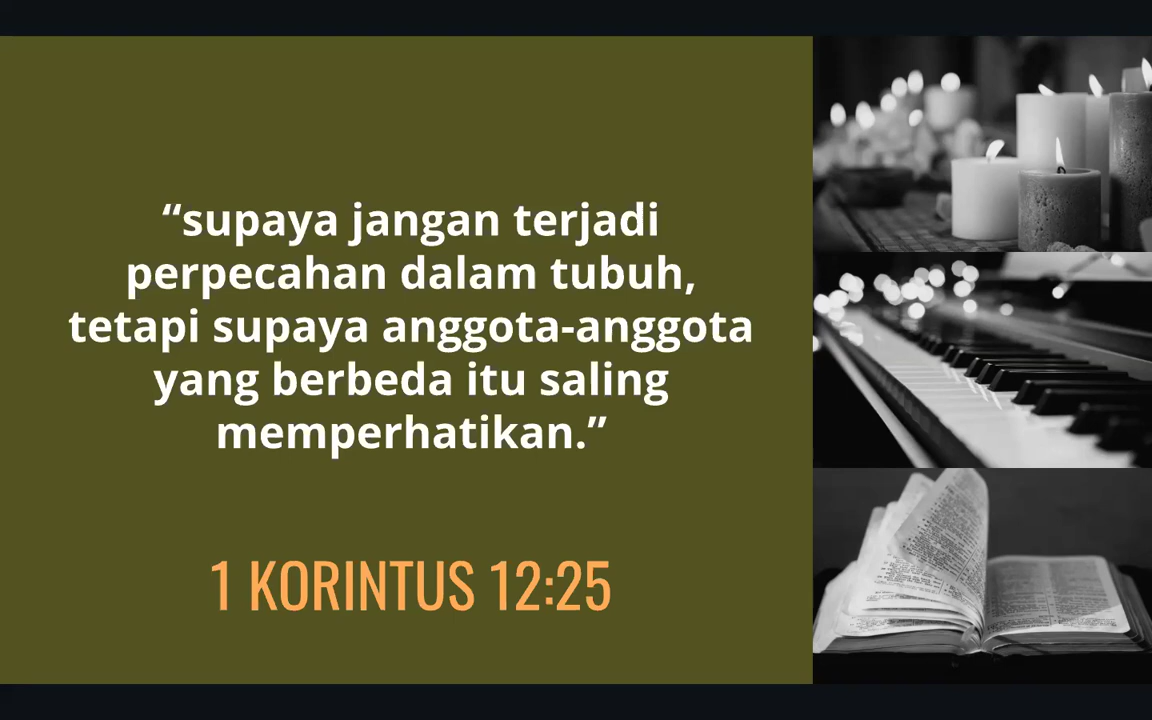 “supaya jangan terjadi
perpecahan dalam tubuh,
tetapi supaya anggota-anggota
yang berbeda itu saling
memperhatikan.”
1 KORINTUS 12:25